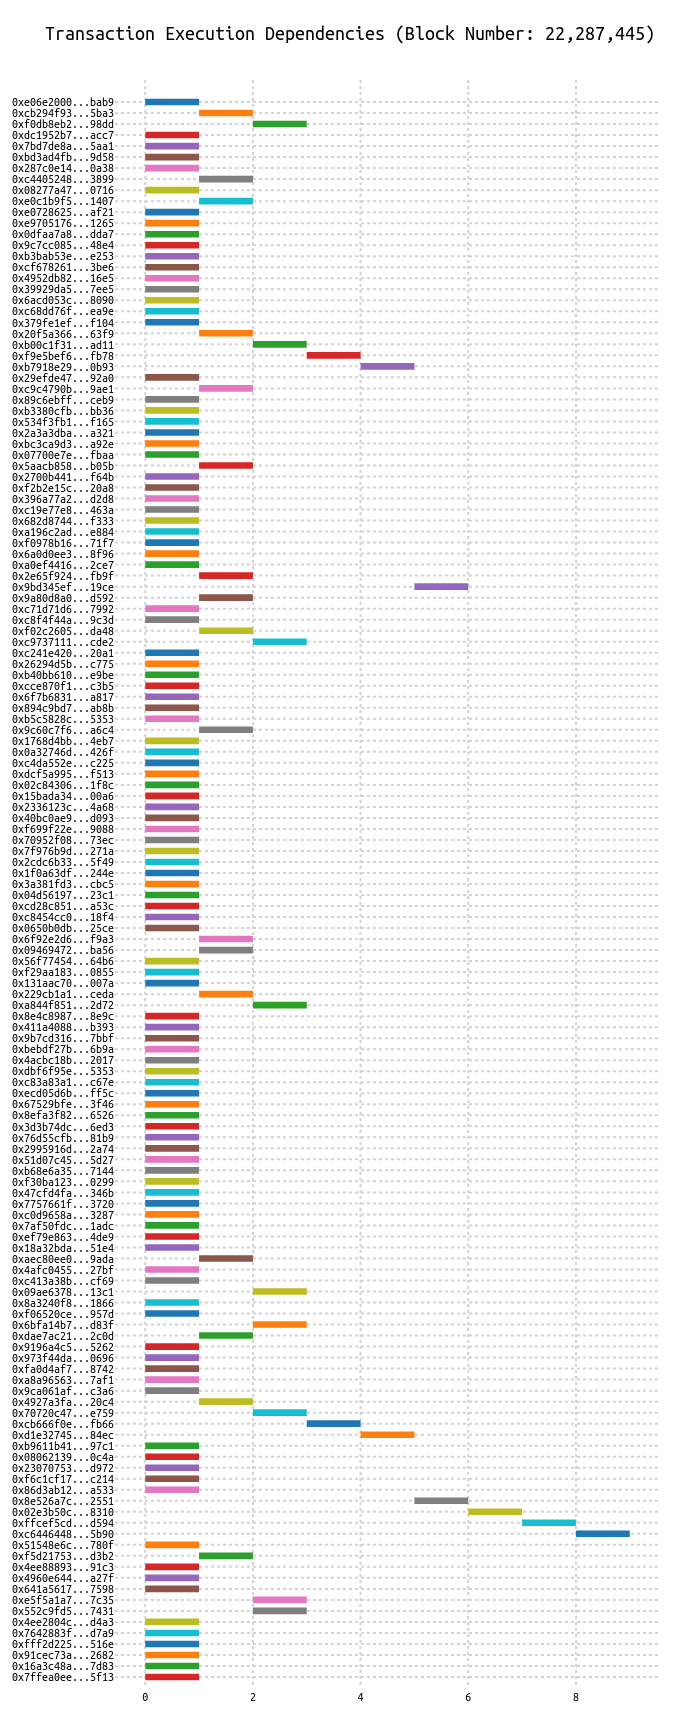 Transaction Execution Dependencies (Block Number: 22,287,445)
0xe06e2000...bab9
0xcb294f93...5ba3
0xf0db8eb2...98dd
0xdc1952b7...acc7
0x7bd7de8a...5aa1
0xbd3ad4fb...9d58
0x287c0e14...0a38
0xc4405248...3899
0x08277a47...0716
0xe0c1b9f5...1407
0xe0728625...af21
0xe9705176...1265
0x0dfaa7a8...dda7
0x9c7cc085...48e4
0xb3bab53e...e253
0xcf678261...3be6
0x4952db82...16e5
0x39929da5...7ee5
0x6acd053c...8090
0xc68dd76f...ea9e
0x379fe1ef...f104
0x20f5a366...63f9
0xb00c1f31...ad11
0xf9e5bef6...fb78
0xb7918e29...0b93
0x29efde47...92a0
0xc9c4790b...9ae1
0x89c6ebff...ceb9
0xb3380cfb...bb36
0x534f3fb1...f165
0x2a3a3dba...a321
0xbc3ca9d3...a92e
0x07700e7e...fbaa
0x5aacb858...b05b
0x2700b441...f64b
0xf2b2e15c...20a8
0x396a77a2...d2d8
0xc19e77e8...463a
0x682d8744...f333
0xa196c2ad...e884
0xf0978b16...71f7
0x6a0d0ee3...8f96
0xa0ef4416...2ce7
0x2e65f924...fb9f
0x9bd345ef...19ce
0x9a80d8a0...d592
0xc71d71d6...7992
0xc8f4f44a...9c3d
0xf02c2605...da48
0xc9737111...cde2
0xc241e420...20a1
0x26294d5b...c775
0xb40bb610...e9be
0xcce870f1...c3b5
0x6f7b6831...a817
0x894c9bd7...ab8b
0xb5c5828c...5353
0x9c60c7f6...a6c4
0x1768d4bb...4eb7
0x0a32746d...426f
0xc4da552e...c225
0xdcf5a995...f513
0x02c84306...1f8c
0x15bada34...00a6
0x2336123c...4a68
0x40bc0ae9...d093
0xf699f22e...9088
0x70952f08...73ec
0x7f976b9d...271a
0x2cdc6b33...5f49
0x1f0a63df...244e
0x3a381fd3...cbc5
0x04d56197...23c1
0xcd28c851...a53c
0xc8454cc0...18f4
0x0650b0db...25ce
0x6f92e2d6...f9a3
0x09469472...ba56
0x56f77454...64b6
0xf29aa183...0855
0x131aac70...007a
0x229cb1a1...ceda
0xa844f851...2d72
0x8e4c8987...8e9c
0x411a4088...b393
0x9b7cd316...7bbf
0xbebdf27b...6b9a
0x4acbc18b...2017
0xdbf6f95e...5353
0xc83a83a1...c67e
0xecd05d6b...ff5c
0x67529bfe...3f46
0x8efa3f82...6526
0x3d3b74dc...6ed3
0x76d55cfb...81b9
0x2995916d...2a74
0x51d07c45...5d27
0xb68e6a35...7144
0xf30ba123...0299
0x47cfd4fa...346b
0x7757661f...3720
0xc0d9658a...3287
0x7af50fdc...1adc
0xef79e863...4de9
0x18a32bda...51e4
0xaec80ee0...9ada
0x4afc0455...27bf
0xc413a38b...cf69
0x09ae6378...13c1
0x8a3240f8...1866
0xf06520ce...957d
0x6bfa14b7...d83f
0xdae7ac21...2c0d
0x9196a4c5...5262
0x973f44da...0696
0xfa0d4af7...8742
0xa8a96563...7af1
0x9ca061af...c3a6
0x4927a3fa...20c4
0x70720c47...e759
0xcb666f0e...fb66
0xd1e32745...84ec
0xb9611b41...97c1
0x08062139...0c4a
0x23070753...d972
0xf6c1cf17...c214
0x86d3ab12...a533
0x8e526a7c...2551
0x02e3b50c...8310
0xffcef5cd...d594
0xc6446448...5b90
0x51548e6c...780f
0xf5d21753...d3b2
0x4ee88893...91c3
0x4960e644...a27f
0x641a5617...7598
0xe5f5a1a7...7c35
0x552c9fd5...7431
0x4ee2804c...d4a3
0x7642883f...d7a9
0xfff2d225...516e
0x91cec73a...2682
0x16a3c48a...7d83
0x7ffea0ee...5f13
0 2 4 6 8